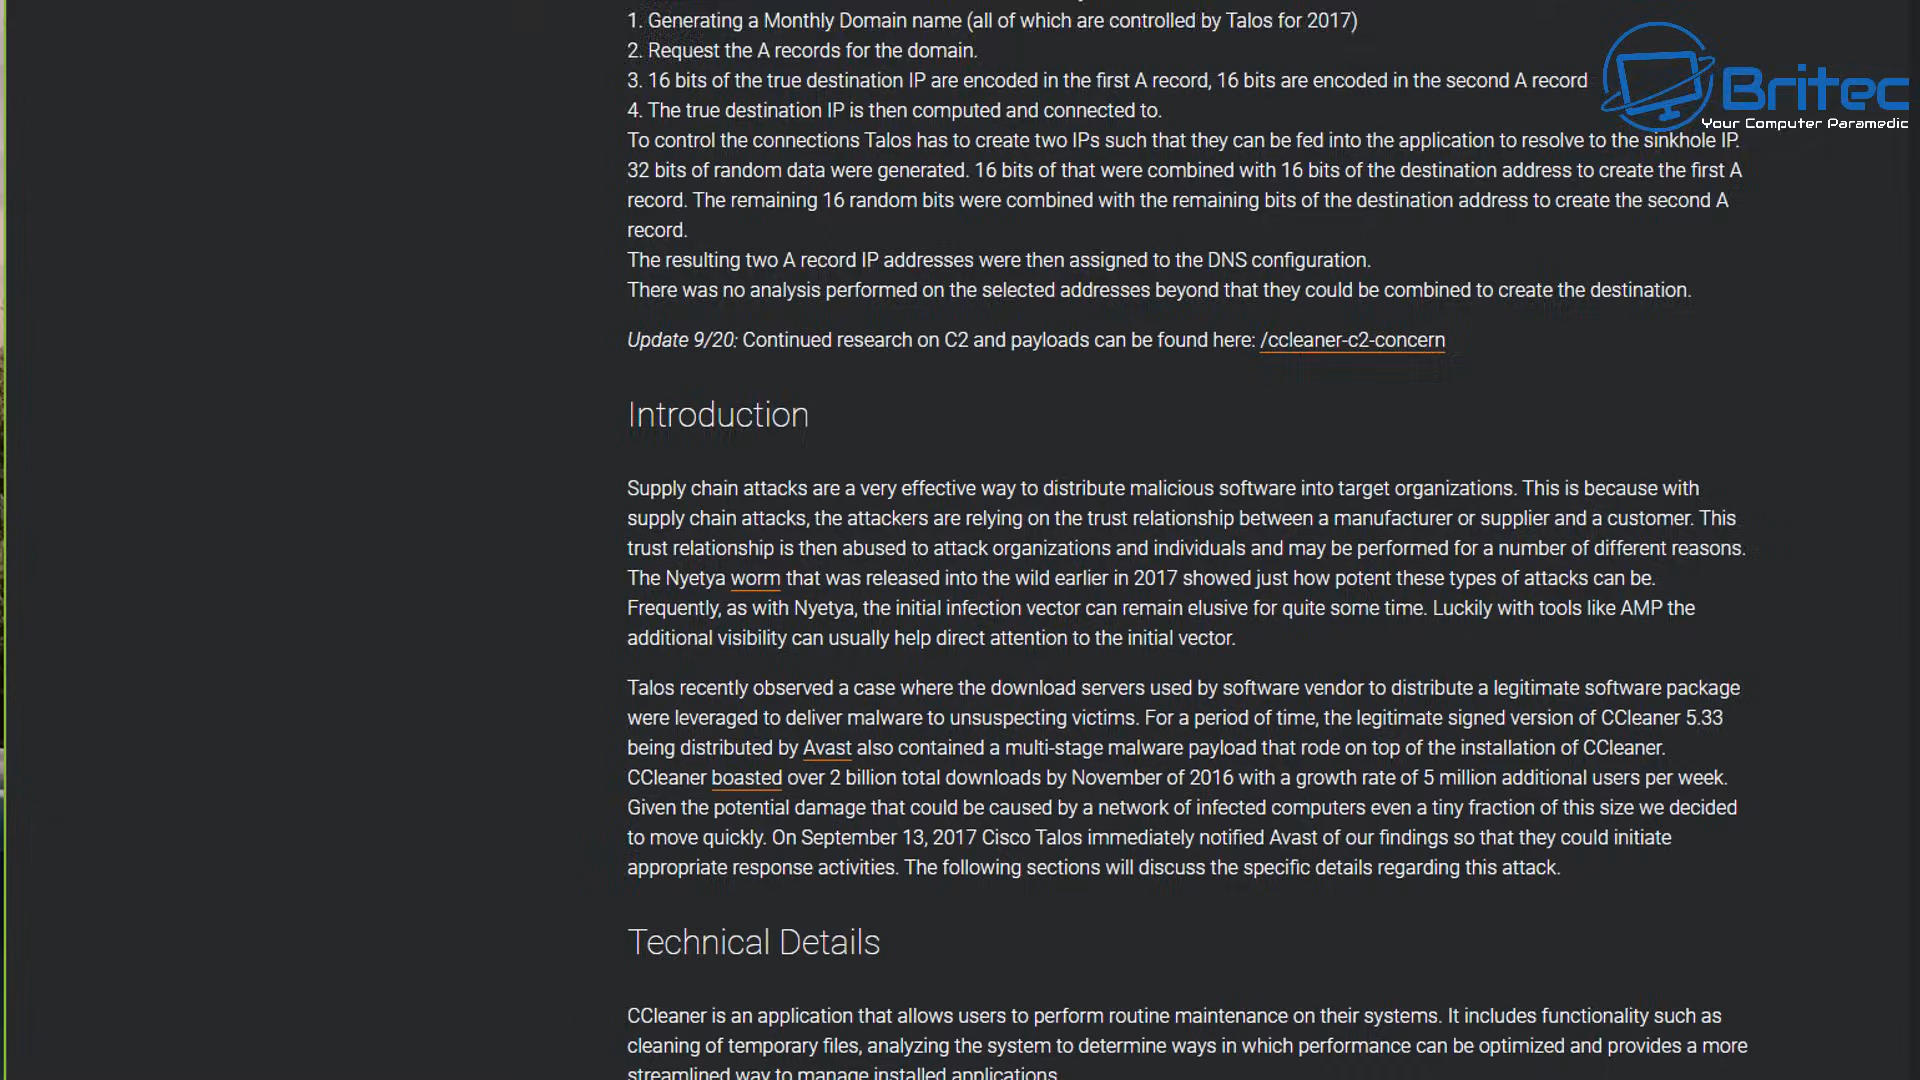 1. Generating a Monthly Domain name (all of which are controlled by Talos for 2017)
2. Request the A records for the domain.
3. 16 bits of the true destination IP are encoded in the first A record, 16 bits are encoded in the second A record
4. The true destination IP is then computed and connected to.
Britec
Your Computer Paramedic
To control the connections Talos has to create two IPs such that they can be fed into the application to resolve to the sinkhole IP.
32 bits of random data were generated. 16 bits of that were combined with 16 bits of the destination address to create the first A
record. The remaining 16 random bits were combined with the remaining bits of the destination address to create the second A
record.
The resulting two A record IP addresses were then assigned to the DNS configuration.
There was no analysis performed on the selected addresses beyond that they could be combined to create the destination.
Update 9/20: Continued research on C2 and payloads can be found here: /ccleaner-c2-concern
Introduction
Supply chain attacks are a very effective way to distribute malicious software into target organizations. This is because with
supply chain attacks, the attackers are relying on the trust relationship between a manufacturer or supplier and a customer. This
trust relationship is then abused to attack organizations and individuals and may be performed for a number of different reasons.
The Nyetya worm that was released into the wild earlier in 2017 showed just how potent these types of attacks can be.
Frequently, as with Nyetya, the initial infection vector can remain elusive for quite some time. Luckily with tools like AMP the
additional visibility can usually help direct attention to the initial vector.
Talos recently observed a case where the download servers used by software vendor to distribute a legitimate software package
were leveraged to deliver malware to unsuspecting victims. For a period of time, the legitimate signed version of CCleaner 5.33
being distributed by Avast also contained a multi-stage malware payload that rode on top of the installation of CCleaner.
CCleaner boasted over 2 billion total downloads by November of 2016 with a growth rate of 5 million additional users per week.
Given the potential damage that could be caused by a network of infected computers even a tiny fraction of this size we decided
to move quickly. On September 13, 2017 Cisco Talos immediately notified Avast of our findings so that they could initiate
appropriate response activities. The following sections will discuss the specific details regarding this attack.
Technical Details
CCleaner is an application that allows users to perform routine maintenance on their systems. It includes functionality such as
cleaning of temporary files, analyzing the system to determine ways in which performance can be optimized and provides a more
streamlined way to manage installed applications.